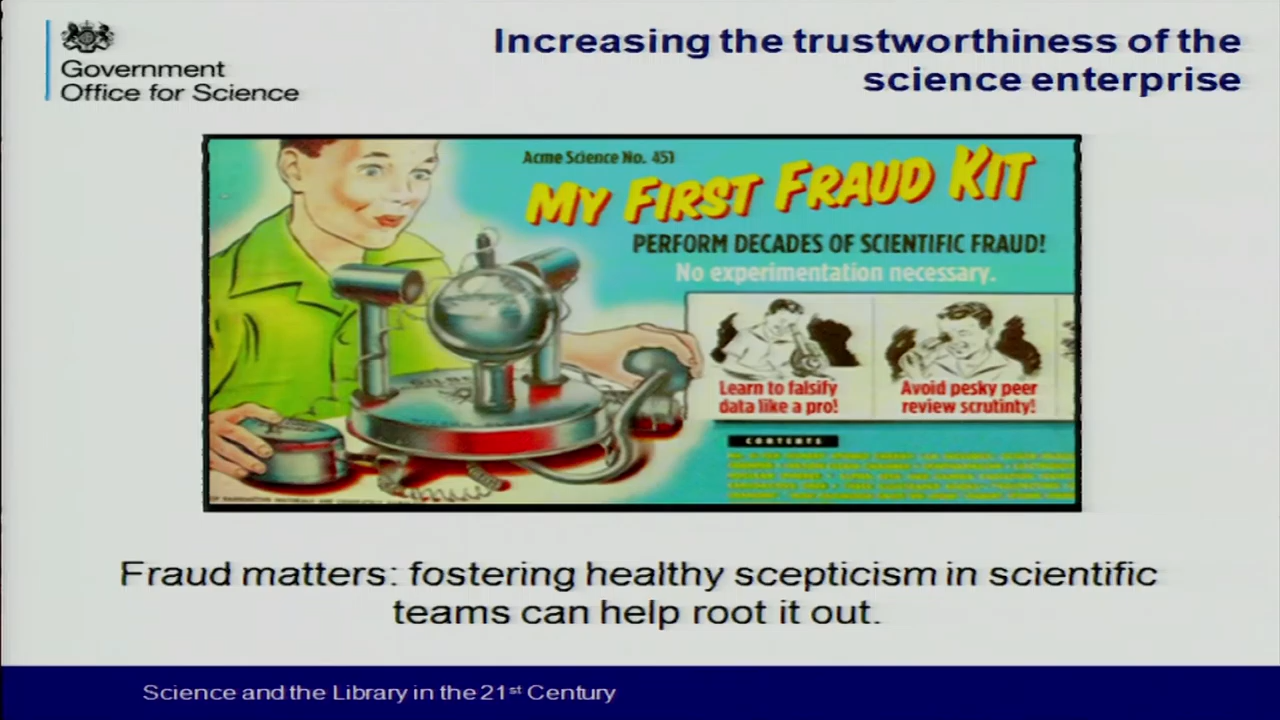 Government
Office for Science
Increasing the trustworthiness of the
science enterprise
Acme Science No. 451
MY FIRST FRAUD KIT
PERFORM DECADES OF SCIENTIFIC FRAUD!
No experimentation necessary.
Learn to falsify
data like a pro!
Avoid pesky peer
review scrutinty!
CONTENTS
Fraud matters: fostering healthy scepticism in scientific
teams can help root it out.
Science and the Library in the 21st Century